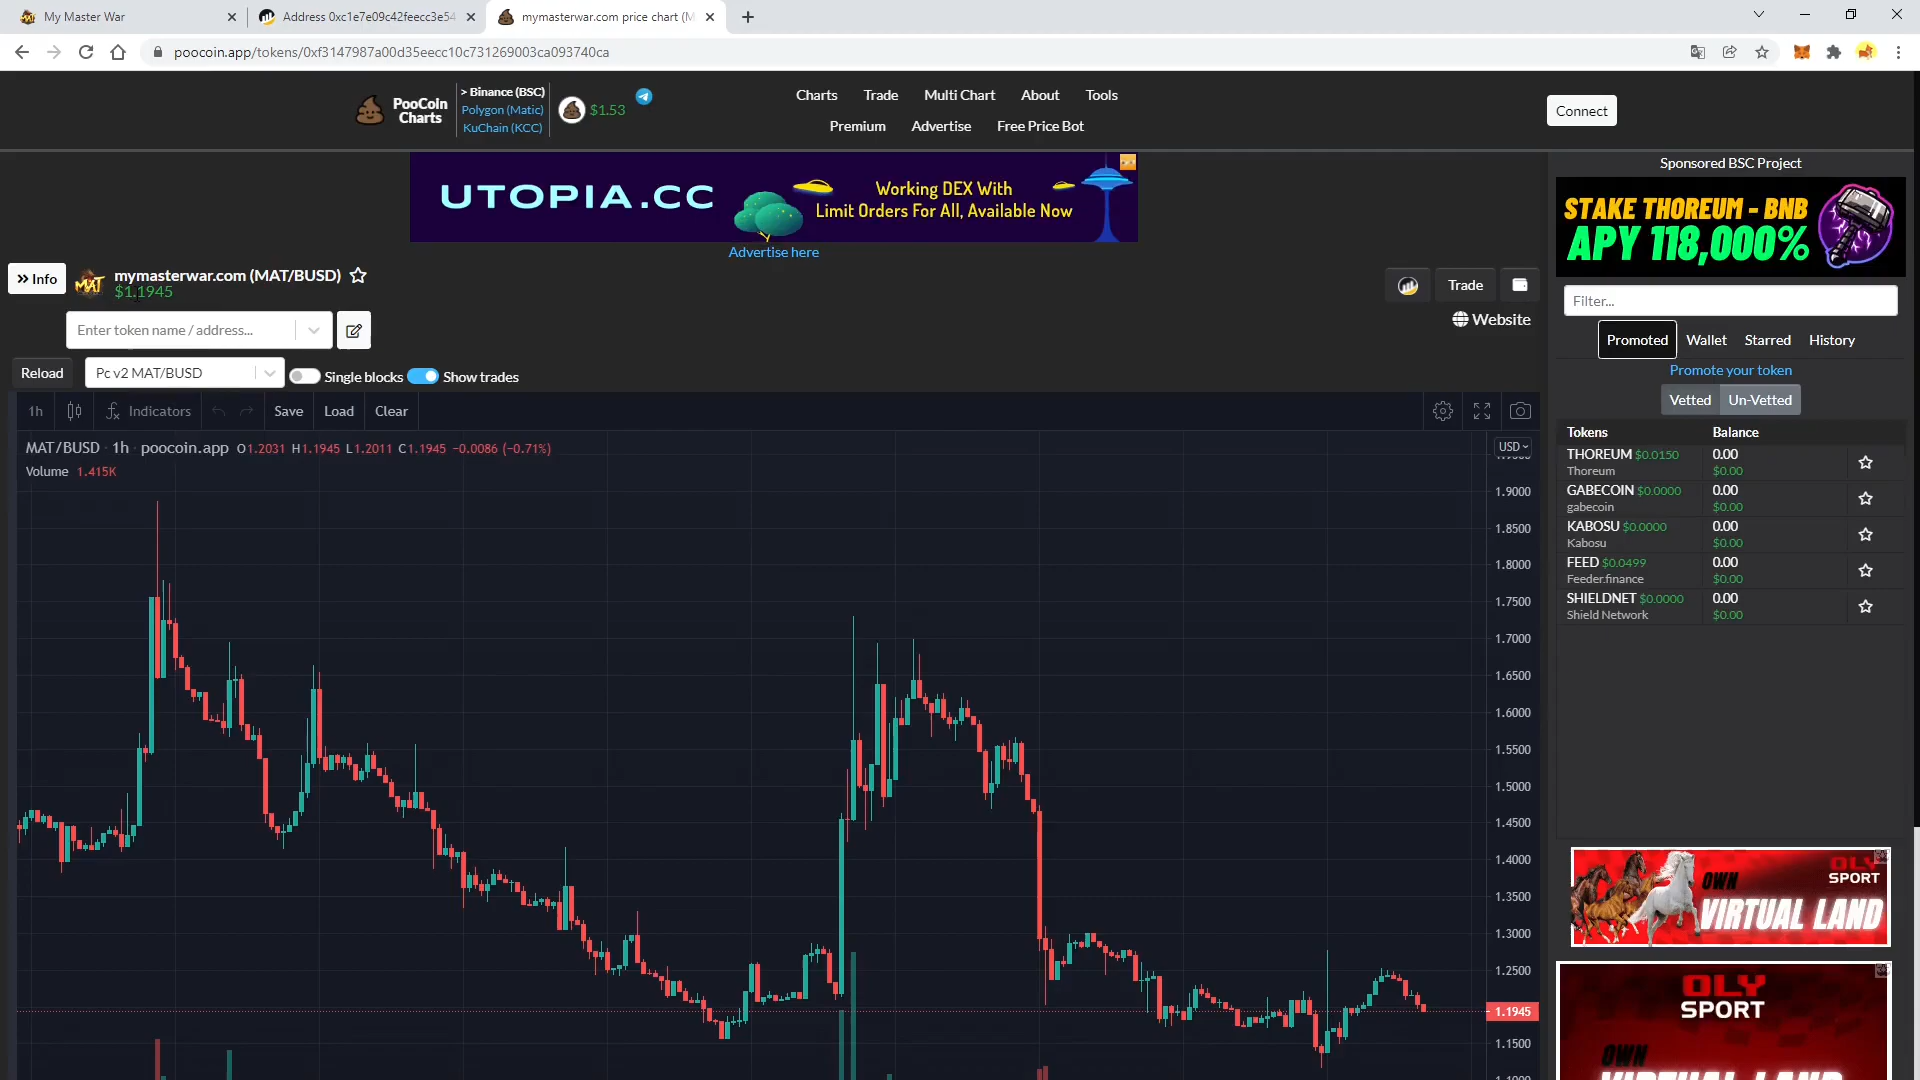 My Master War
Address 0xc1e7e09c42feecc3e54
mymasterwar.com price chart (M
poocoin.app/tokens/0xf3147987a00d35eecc10c731269003ca093740ca
PooCoin
Charts
> Binance (BSC)
Polygon (Matic)
KuChain (KCC)
$1.53
Charts
Trade
Multi Chart
About
Tools
Premium
Advertise
Free Price Bot
Connect
UTOPIA.CC
Working DEX With
Limit Orders For All, Available Now
Advertise here
Sponsored BSC Project
STAKE THOREUM - BNB
APY 118,000%
Info
MAT
mymasterwar.com (MAT/BUSD)
$1.1945
Trade
Website
Enter token name / address...
Reload
Pc v2 MAT/BUSD
Single blocks
Show trades
1h
Indicators
Save
Load
Clear
MAT/BUSD · 1h · poocoin.app O1.2031 H1.1945 L1.2011 C1.1945 −0.0086 (−0.71%)
Volume 1.415K
USD
1.9000
1.8500
1.8000
1.7500
1.7000
1.6500
1.6000
1.5500
1.5000
1.4500
1.4000
1.3500
1.3000
1.2500
1.1945
1.1500
Filter...
Promoted
Wallet
Starred
History
Promote your token
Vetted
Un-Vetted
Tokens
Balance
THOREUM $0.0150
0.00
Thoreum
$0.00
GABECOIN $0.0000
0.00
gabecoin
$0.00
KABOSU $0.0000
0.00
Kabosu
$0.00
FEED $0.0499
0.00
Feeder.finance
$0.00
SHIELDNET $0.0000
0.00
Shield Network
$0.00
OLY
SPORT
OWN
VIRTUAL LAND
OLY
SPORT
OWN
VIRTUAL LAND